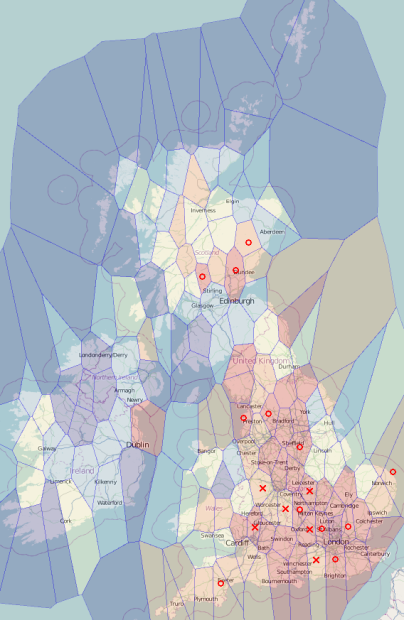 Elgin
Inverness
Aberdeen
Scotland
Dundee
Stirling
Edinburgh
Glasgow
Londonderry/Derry
United Kingdom
Durham
Northern Ireland
Armagh
Newry
Lancaster
York
Preston
Bradford
Hull
Dublin
Liverpool
Sheffield
Galway
Bangor
Chester
Lincoln
Stoke-on-Trent
Derby
Ireland
Limerick
Kilkenny
Norwich
Leicester
Coventry
Ely
Waterford
Wales
Worcester
Northampton
Cambridge
Hereford
Milton Keynes
Ipswich
Cork
Gloucester
Luton
Colchester
Swansea
Oxford
St Albans
Cardiff
Swindon
London
Bath
Reading
Rochester
Wells
Canterbury
Winchester
Southampton
Brighton
Exeter
Bournemouth
Plymouth
Truro